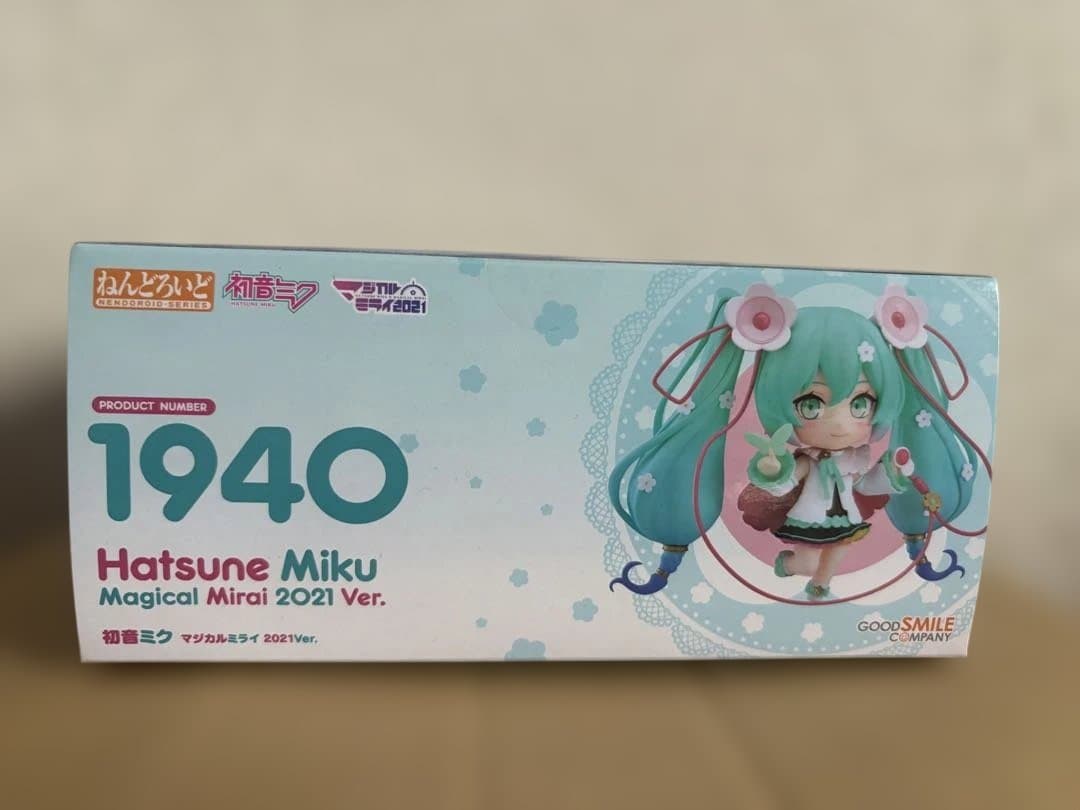 ねんどろいど
NENDOROID-SERIES
初音ミク
HATSUNE MIKU
マジカル
ミライ2021
PRODUCT NUMBER
1940
Hatsune Miku
Magical Mirai 2021 Ver.
初音ミク マジカルミライ 2021Ver.
GOODSMILE
COMPANY